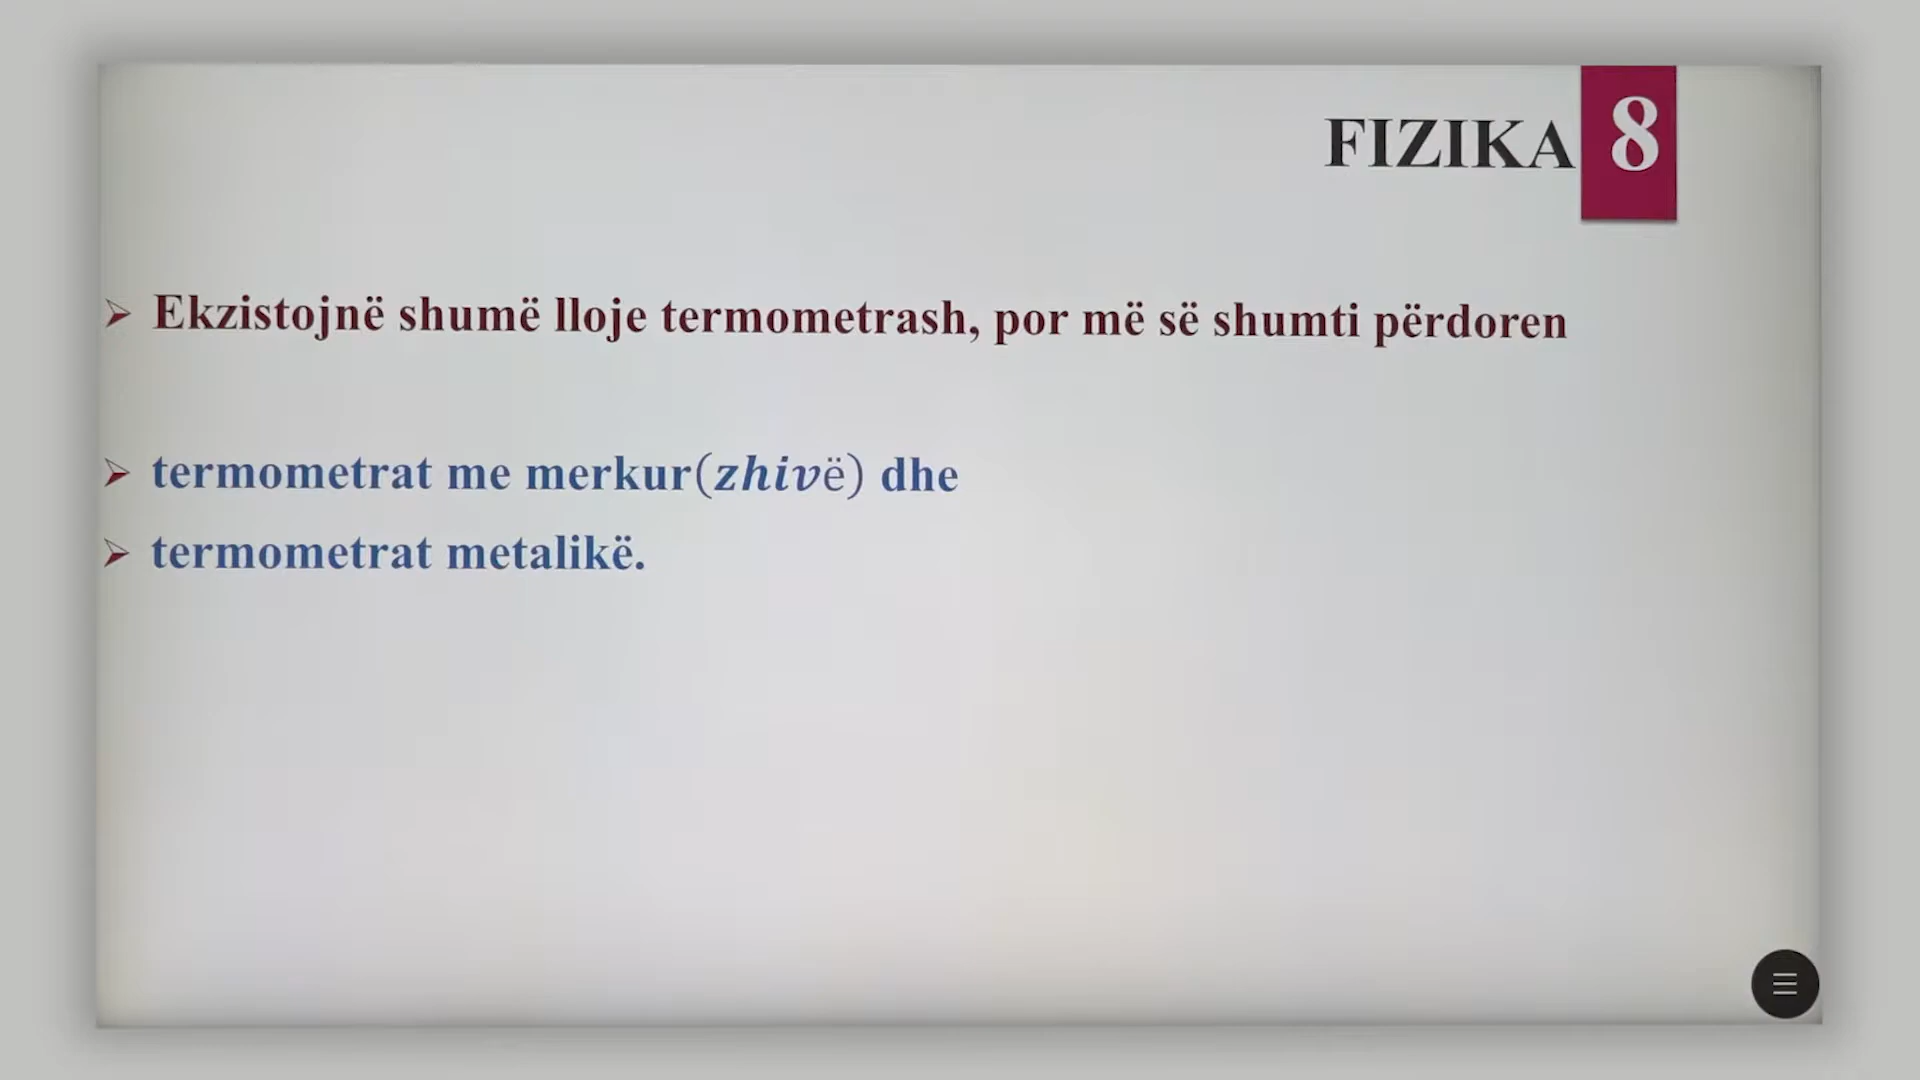 FIZIKA 8
Ekzistojnë shumë lloje termometrash, por më së shumti përdoren
termometrat me merkur(zhivë) dhe
termometrat metalikë.